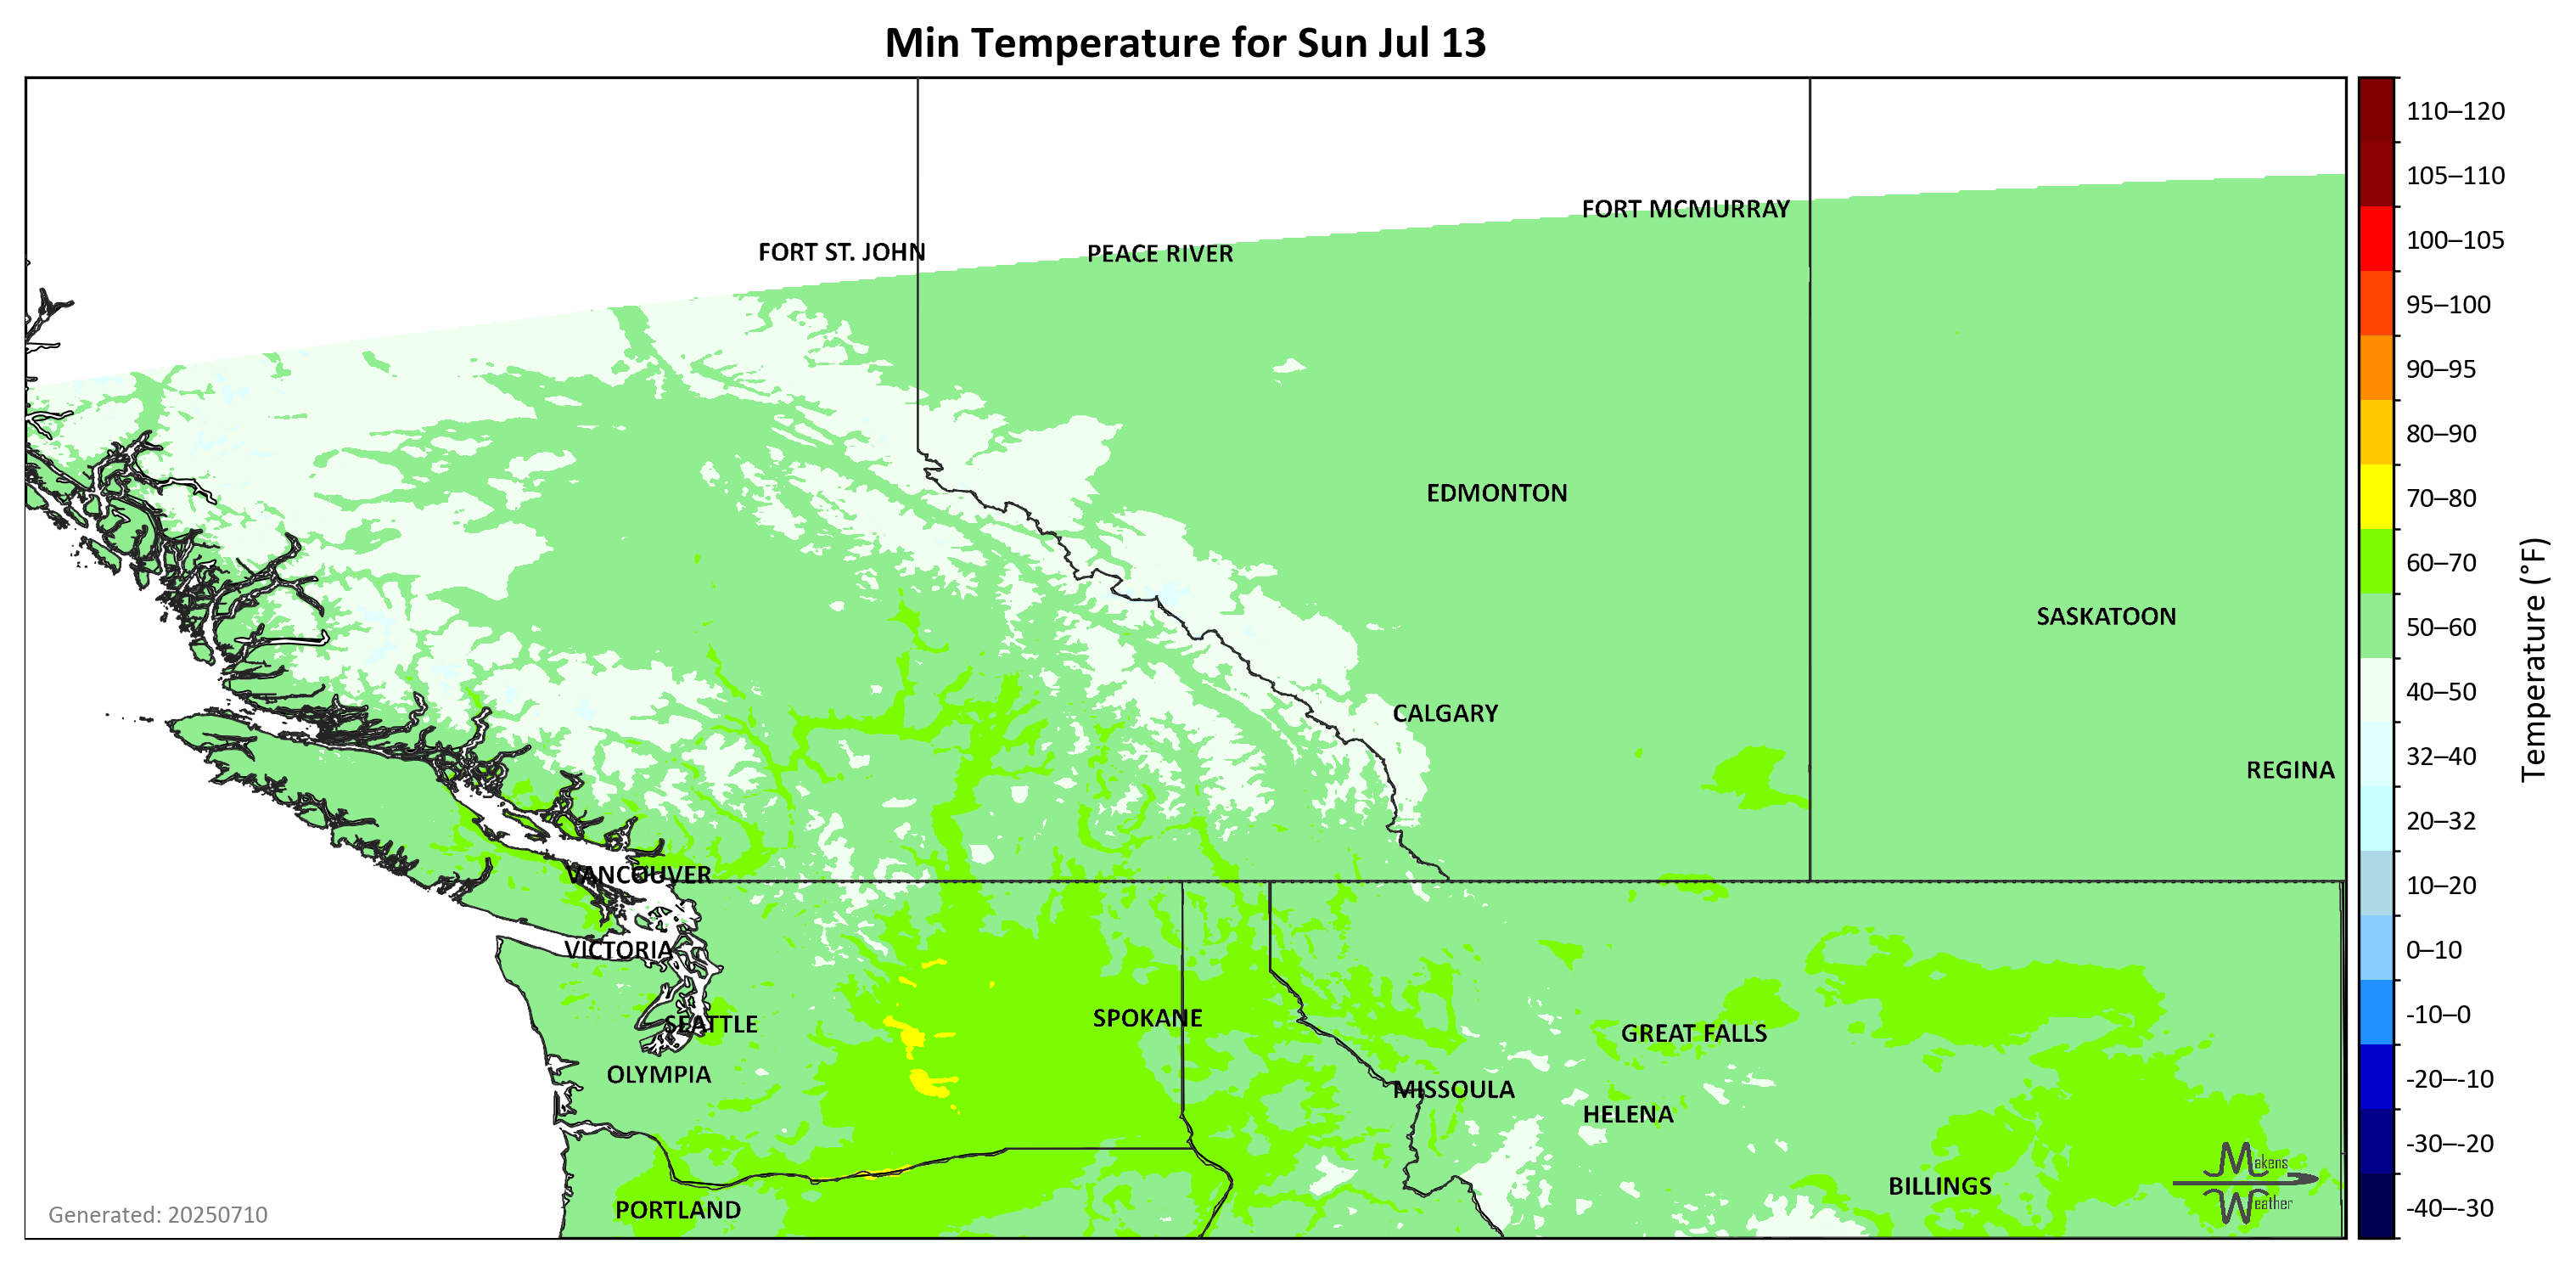 Min Temperature for Sun Jul 13
110–120
105–110
FORT MCMURRAY
100–105
FORT ST. JOHN
PEACE RIVER
95–100
90–95
80–90
EDMONTON
70–80
60–70
SASKATOON
50–60
Temperature (°F)
40–50
CALGARY
32–40
REGINA
20–32
VANCOUVER
10–20
VICTORIA
0–10
SEATTLE
SPOKANE
-10–0
GREAT FALLS
OLYMPIA
-20–-10
MISSOULA
HELENA
-30–-20
Makens
Weather
BILLINGS
PORTLAND
-40–-30
Generated: 20250710